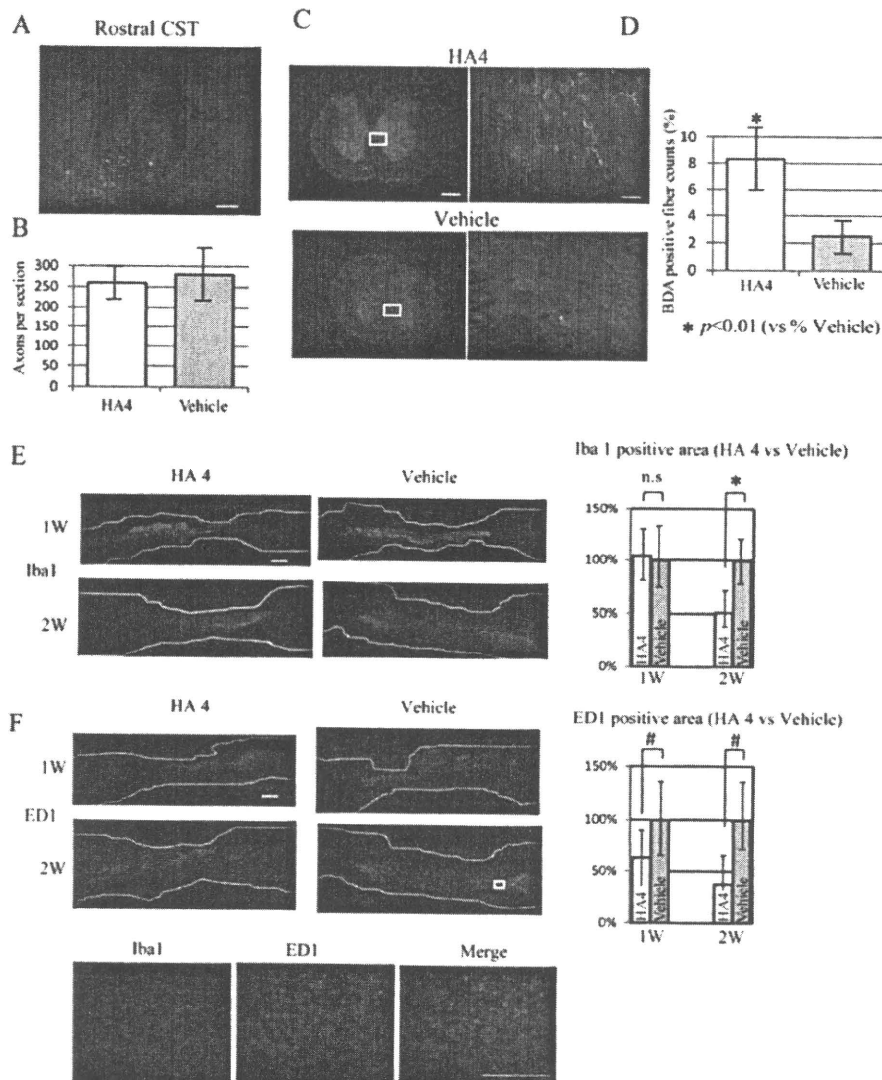 A
Rostral CST
B
Axons per section
300
250
200
150
100
50
0
HA4
Vehicle
C
HA4
Vehicle
D
BDA positive fiber counts (%)
10
8
6
4
2
0
*
HA4
Vehicle
* p<0.01 (vs % Vehicle)
E
HA 4
Vehicle
1W
Iba1
2W
Iba 1 positive area (HA 4 vs Vehicle)
n.s
*
150%
100%
50%
0%
HA4
Vehicle
HA4
Vehicle
1W
2W
F
HA 4
Vehicle
1W
ED1
2W
ED1 positive area (HA 4 vs Vehicle)
#
#
150%
100%
50%
0%
HA4
Vehicle
HA4
Vehicle
1W
2W
Iba1
ED1
Merge